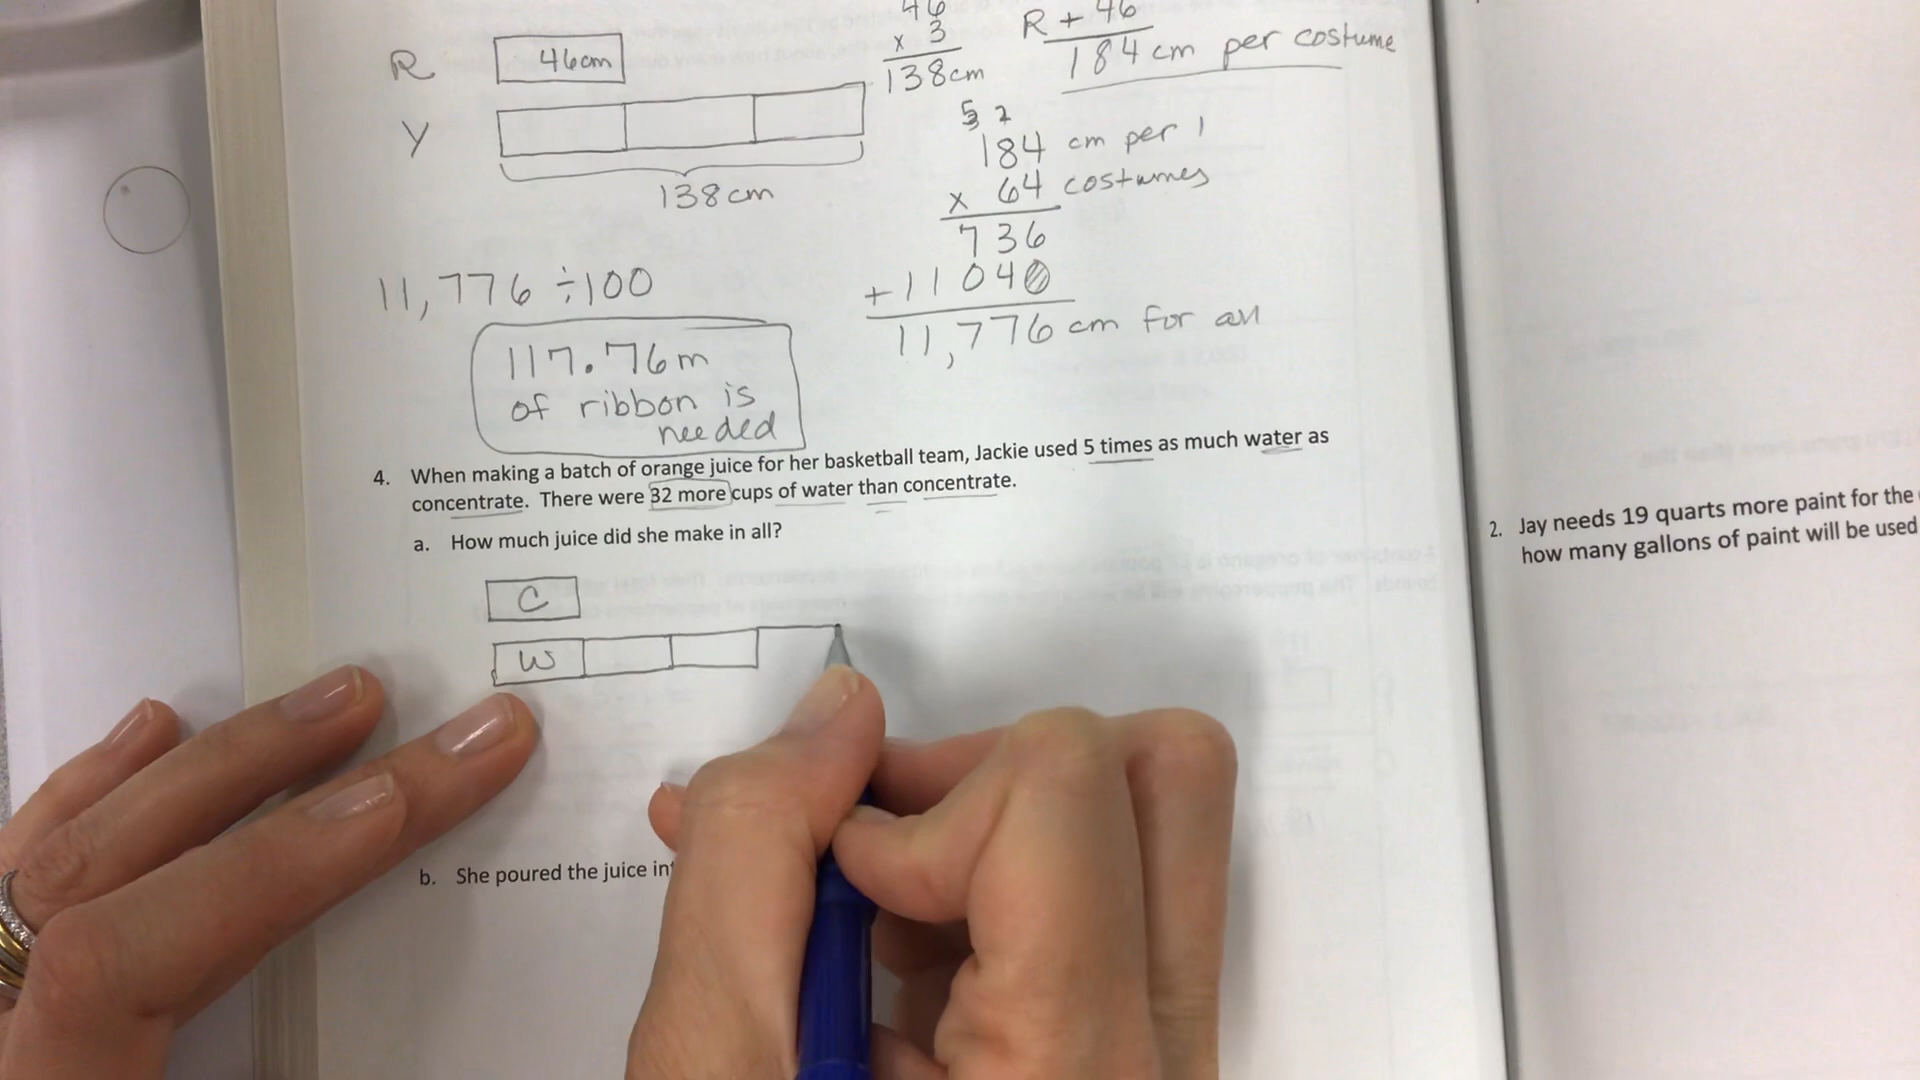 46
x 3
138cm
R + 46
184 cm per costume
R 46cm
Y
138cm
5 2
184 cm per 1
x 64 costumes
736
+11040
11,776 cm for all
11,776 ÷100
117.76m
of ribbon is
needed
4. When making a batch of orange juice for her basketball team, Jackie used 5 times as much water as
concentrate. There were 32 more cups of water than concentrate.
a. How much juice did she make in all?
C
W
b. She poured the juice
2. Jay needs 19 quarts more paint for the
how many gallons of paint will be used